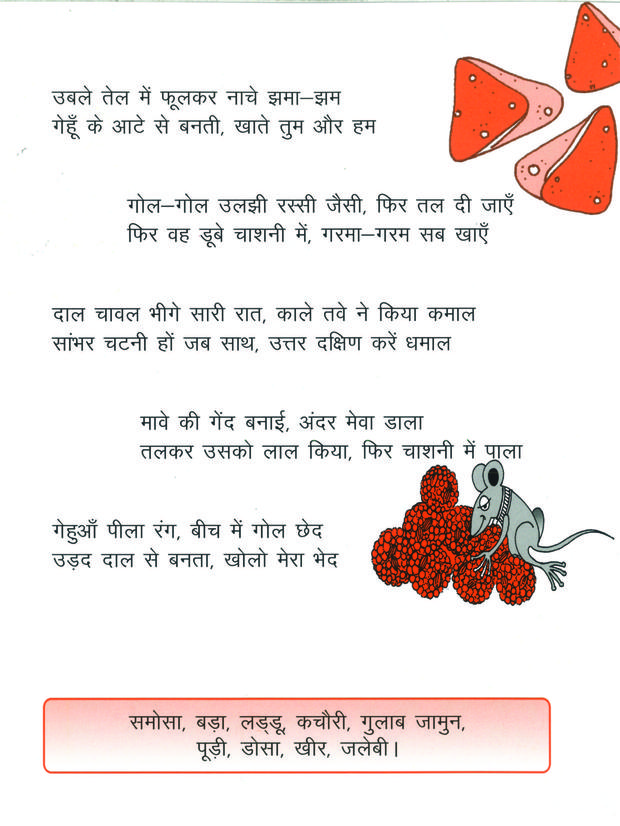 उबले तेल में फूलकर नाचे झमा–झम
गेहूँ के आटे से बनती, खाते तुम और हम
गोल–गोल उलझी रस्सी जैसी, फिर तल दी जाएँ
फिर वह डूबे चाशनी में, गरमा–गरम सब खाएँ
दाल चावल भीगे सारी रात, काले तवे ने किया कमाल
सांभर चटनी हों जब साथ, उत्तर दक्षिण करें धमाल
मावे की गेंद बनाई, अंदर मेवा डाला
तलकर उसको लाल किया, फिर चाशनी में पाला
गेहुआँ पीला रंग, बीच में गोल छेद
उड़द दाल से बनता, खोलो मेरा भेद
समोसा, बड़ा, लड्डू, कचौरी, गुलाब जामुन,
पूड़ी, डोसा, खीर, जलेबी।